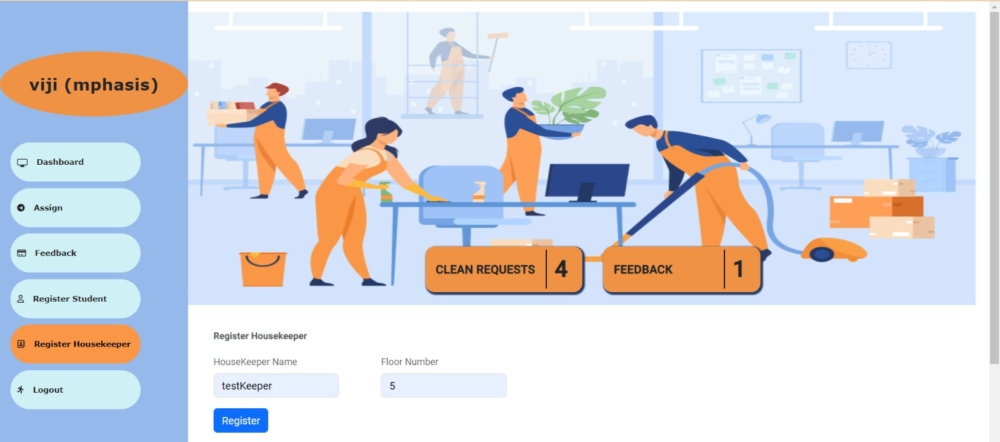 viji (mphasis)
Dashboard
Assign
Feedback
Register Student
Register Housekeeper
Logout
CLEAN REQUESTS 4
FEEDBACK 1
Register Housekeeper
HouseKeeper Name Floor Number
testKeeper 5
Register